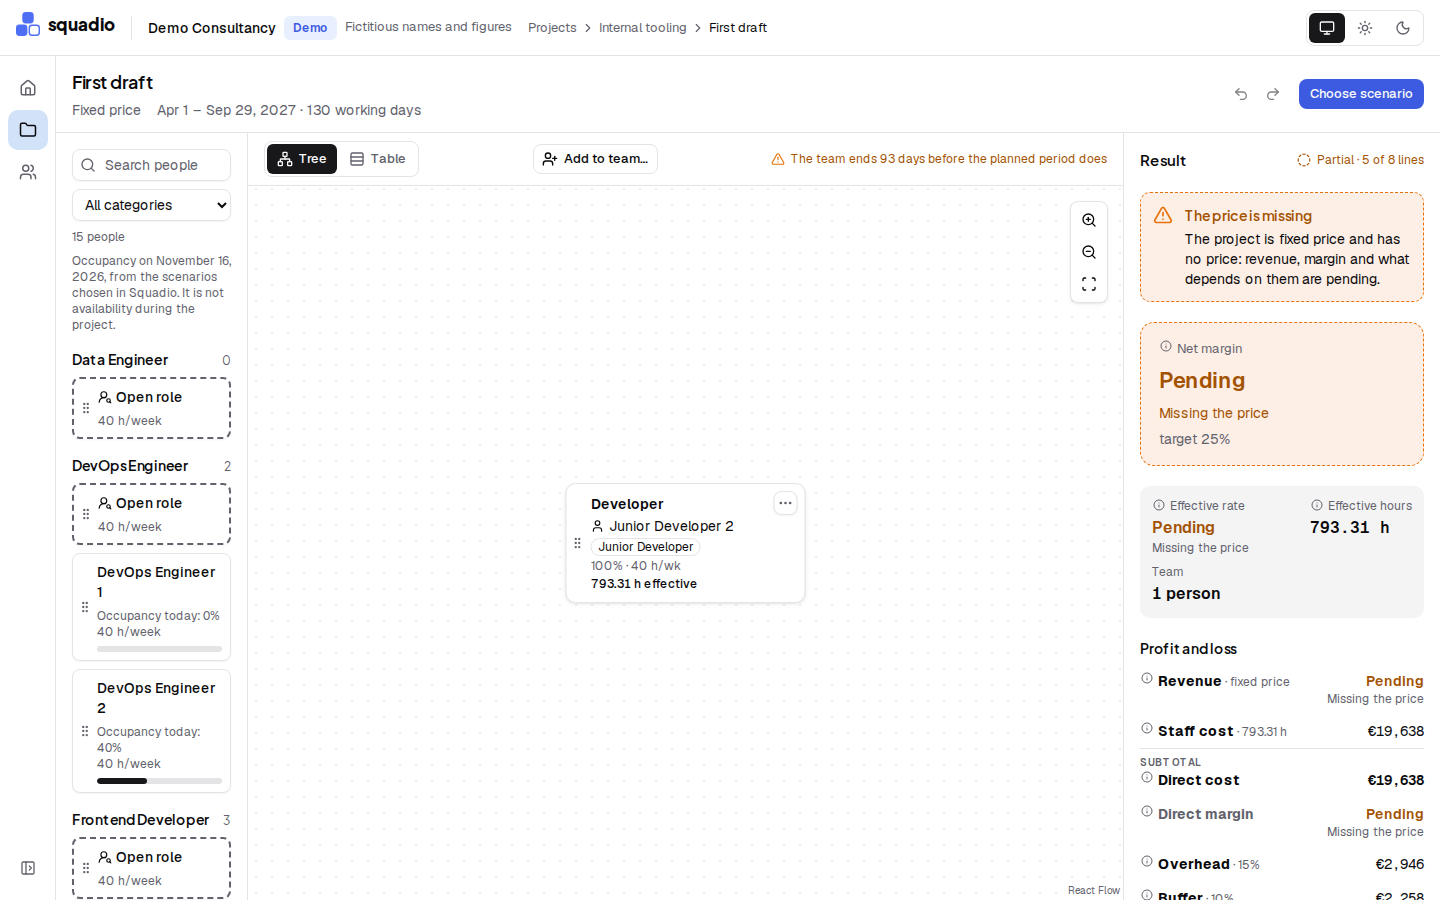 squadio
Demo Consultancy
Demo
Fictitious names and figures
Projects > Internal tooling > First draft
First draft
Fixed price Apr 1 – Sep 29, 2027 · 130 working days
Choose scenario
Search people
All categories
15 people
Occupancy on November 16,
2026, from the scenarios
chosen in Squadio. It is not
availability during the
project.
Data Engineer 0
Open role
40 h/week
DevOps Engineer 2
Open role
40 h/week
DevOps Engineer
1
Occupancy today: 0%
40 h/week
DevOps Engineer
2
Occupancy today:
40%
40 h/week
Frontend Developer 3
Open role
40 h/week
Tree
Table
Add to team...
The team ends 93 days before the planned period does
Developer
Junior Developer 2
Junior Developer
100% · 40 h/wk
793.31 h effective
React Flow
Result
Partial · 5 of 8 lines
The price is missing
The project is fixed price and has
no price: revenue, margin and what
depends on them are pending.
Net margin
Pending
Missing the price
target 25%
Effective rate
Pending
Missing the price
Effective hours
793.31 h
Team
1 person
Profit and loss
Revenue · fixed price Pending
Missing the price
Staff cost · 793.31 h €19,638
SUBTOTAL
Direct cost €19,638
Direct margin Pending
Missing the price
Overhead · 15% €2,946
Buffer · 10% €2,258